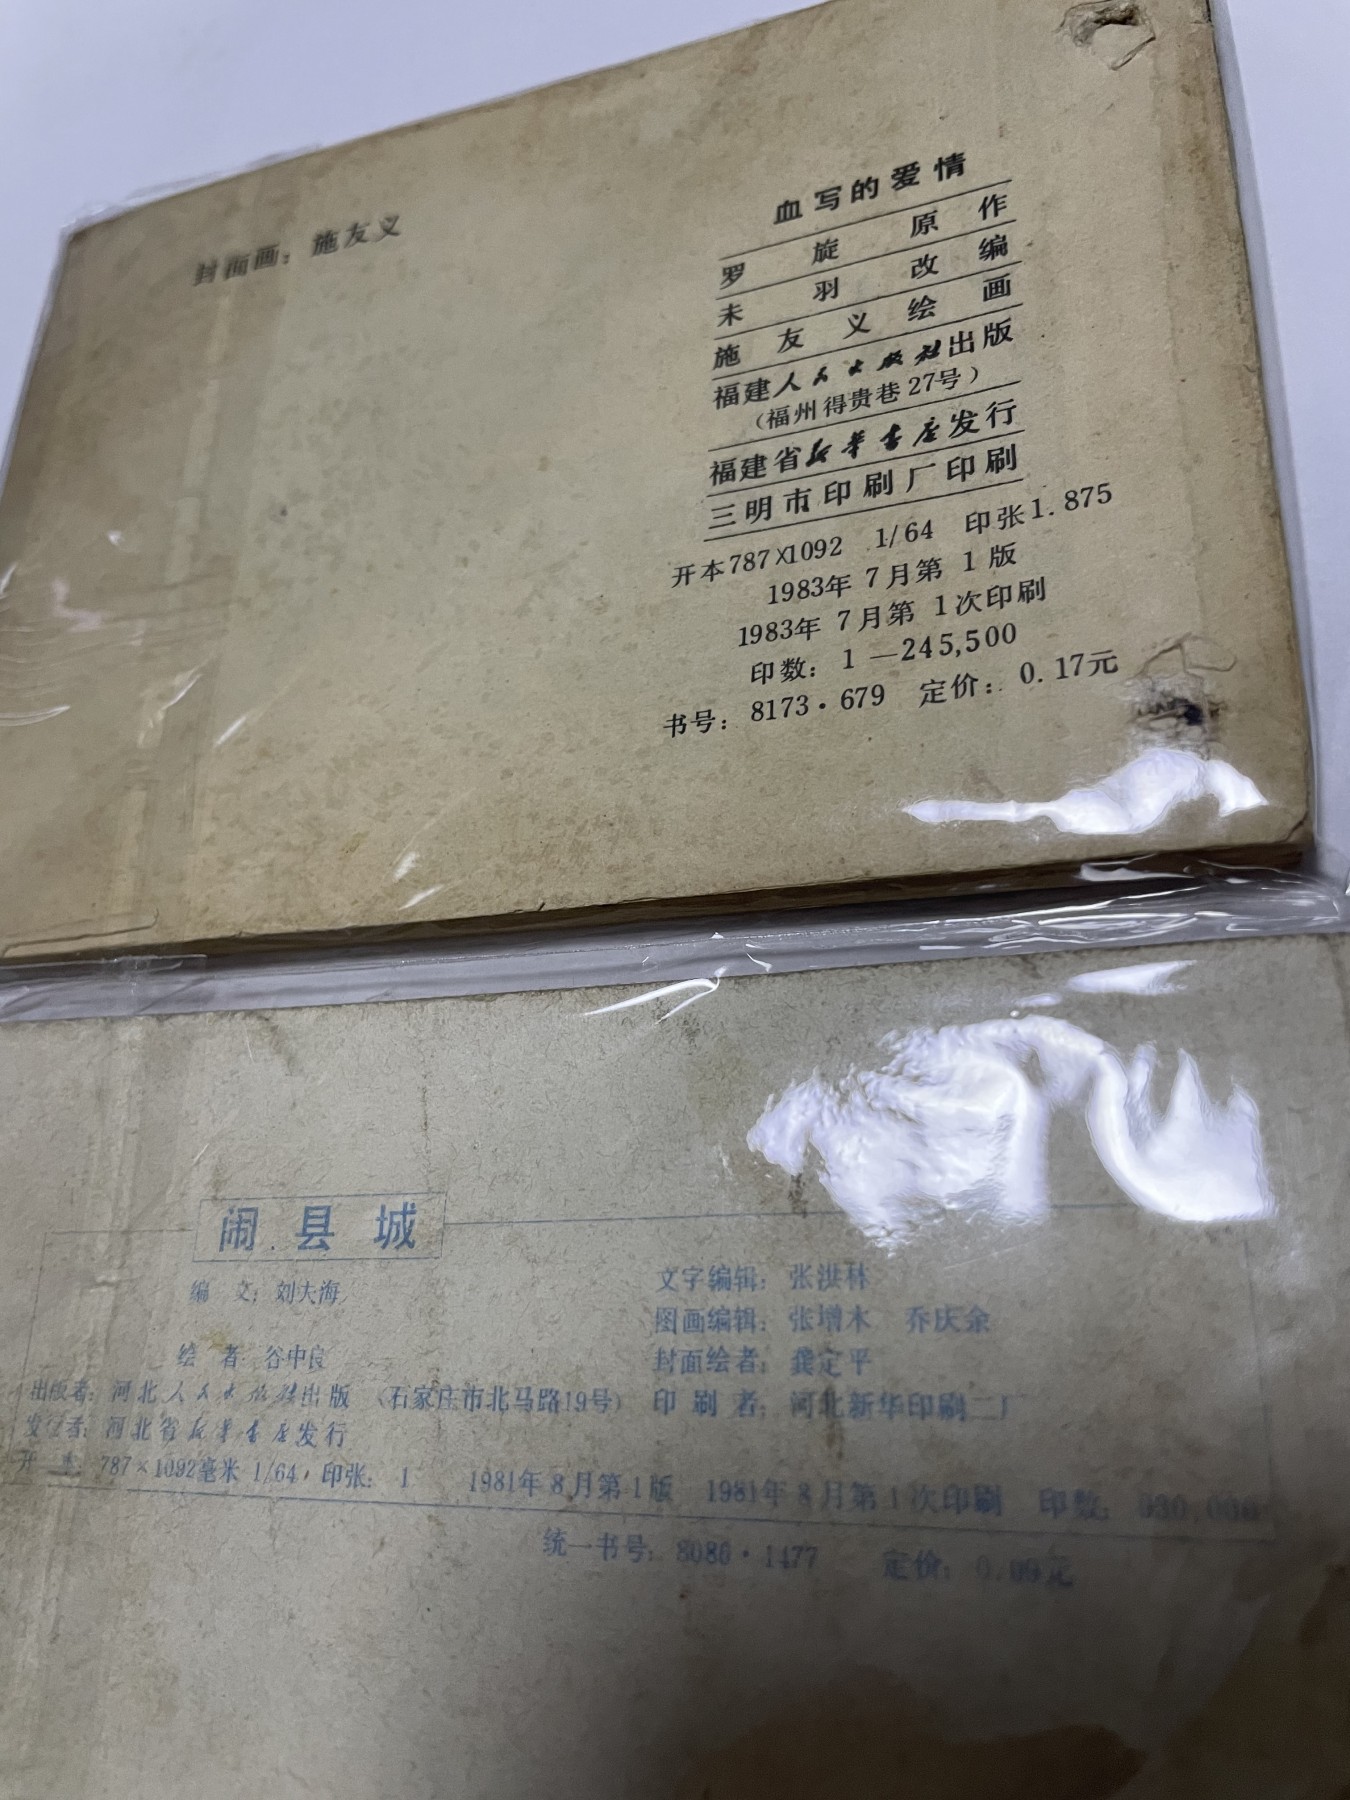 封面画：施友义
血写的爱情
罗旋原作
未羽改编
施友义绘画
福建人民出版社出版
（福州得贵巷27号）
福建省新华书店发行
三明市印刷厂印刷
开本787×1092 1/64 印张1.875
1983年7月第1版
1983年7月第1次印刷
印数：1—245,500
书号：8173·679 定价：0.17元
闹县城
编文：刘大海
绘者：谷中良
出版者：河北人民出版社出版（石家庄市北马路19号）
发行者：河北省新华书店发行
开本：787×1092毫米 1/64，印张：1 1981年8月第1版 1981年8月第1次印刷 印数：
文字编辑：张洪林
图画编辑：张增木 乔庆余
封面绘者：龚定平
印刷者：河北新华印刷二厂
统一书号：8086·1477 定价：0.09元